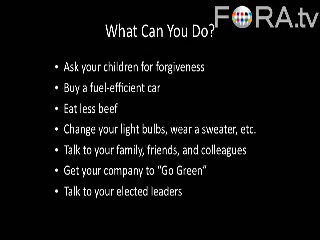 FORA.tv
What Can You Do?
• Ask your children for forgiveness
• Buy a fuel-efficient car
• Eat less beef
• Change your light bulbs, wear a sweater, etc.
• Talk to your family, friends, and colleagues
• Get your company to “Go Green“
• Talk to your elected leaders